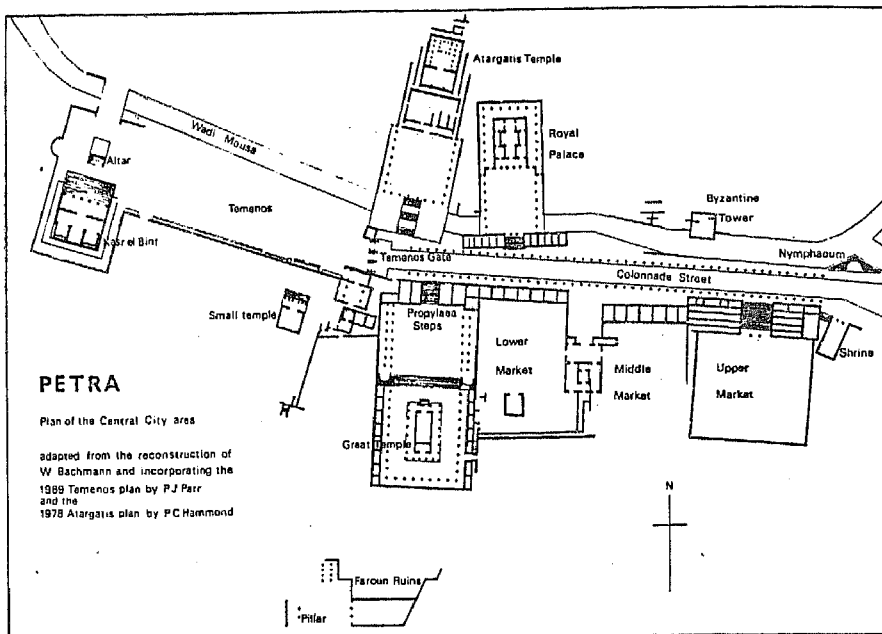 Atargatis Temple
Royal
Palace
Wadi Mousa
Altar
Temenos
Byzantine
Tower
Kasr el Bint
Temenos Gate
Nymphaeum
Colonnade Street
Small temple
Propylaea
Steps
Lower
Market
Middle
Market
Upper
Market
Shrine
PETRA
Plan of the Central City area
adapted from the reconstruction of
W Bachmann and incorporating the
1989 Temenos plan by PJ Parr
and the
1978 Atargatis plan by PC Hammond
Great Temple
N
Faroun Ruins
Pillar